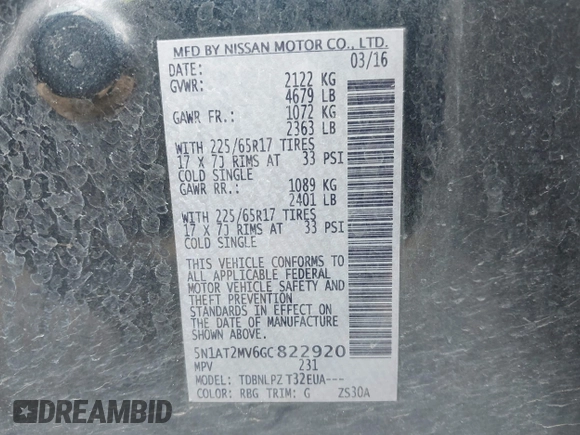 MFD BY NISSAN MOTOR CO., LTD.
DATE: 03/16
GVWR: 2122 KG
4679 LB
GAWR FR.: 1072 KG
2363 LB
WITH 225/65R17 TIRES
17 X 7J RIMS AT 33 PSI
COLD SINGLE
GAWR RR.: 1089 KG
2401 LB
WITH 225/65R17 TIRES
17 X 7J RIMS AT 33 PSI
COLD SINGLE
THIS VEHICLE CONFORMS TO
ALL APPLICABLE FEDERAL
MOTOR VEHICLE SAFETY AND
THEFT PREVENTION
STANDARDS IN EFFECT ON
THE DATE OF MANUFACTURE
SHOWN ABOVE.
5N1AT2MV6GC822920
MPV 231
MODEL: TDBNLPZ T32EUA---
COLOR: RBG TRIM: G ZS30A
DREAMBID